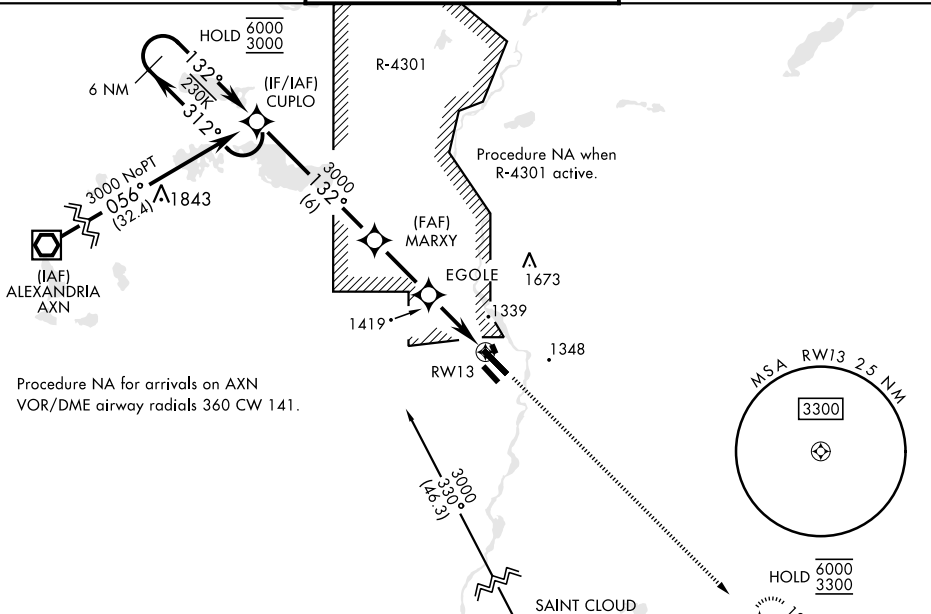 HOLD 6000
3000
R-4301
6 NM
132°
230K
312°
(IF/IAF)
CUPLO
Procedure NA when
R-4301 active.
3000 NoPT
056°
(32.4)
1843
3000
132°
(6)
(FAF)
MARXY
(IAF)
ALEXANDRIA
AXN
EGOLE
1673
1419
1339
1348
RW13
MSA RW13 25 NM
3300
Procedure NA for arrivals on AXN
VOR/DME airway radials 360 CW 141.
3000
330°
(46.3)
HOLD 6000
3300
SAINT CLOUD